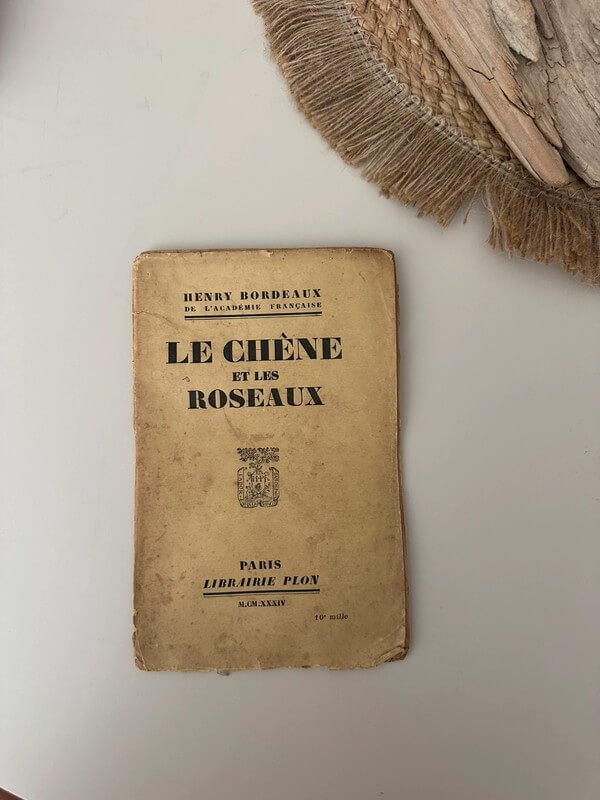 HENRY BORDEAUX
DE L'ACADÉMIE FRANÇAISE
LE CHÊNE
ET LES
ROSEAUX
PARIS
LIBRAIRIE PLON
M.CM.XXXIV
10e mille